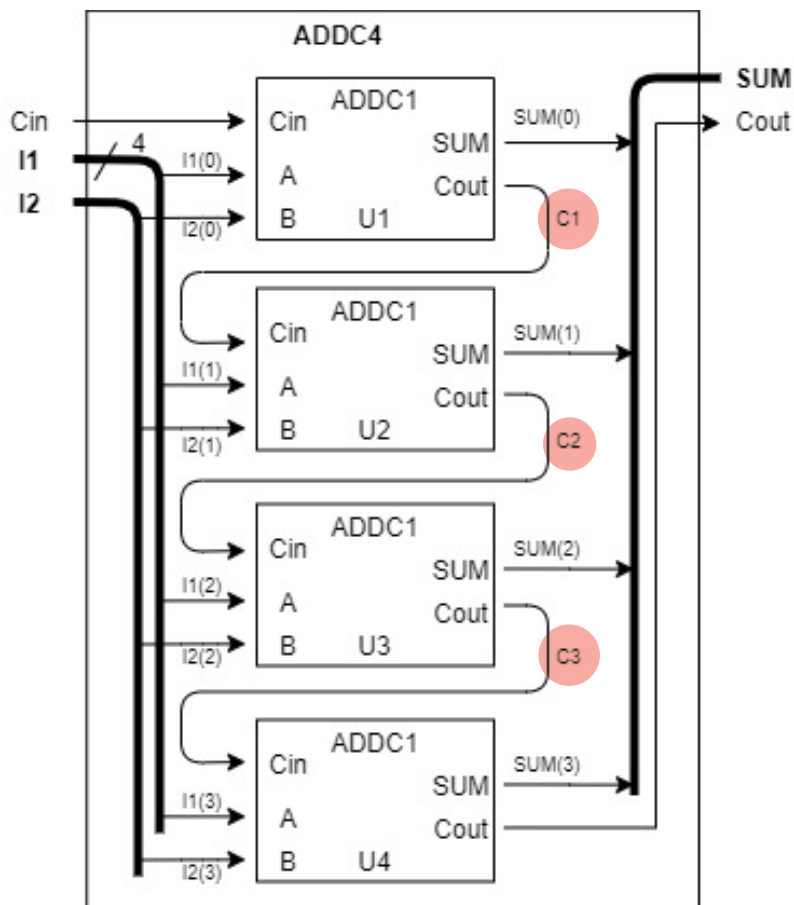 ADDC4
SUM
Cin
Cout
4
I1
I2
ADDC1
Cin
SUM(0)
I1(0)
A
SUM
Cout
I2(0)
B
U1
C1
ADDC1
Cin
SUM(1)
SUM
I1(1)
A
Cout
I2(1)
B
U2
C2
ADDC1
Cin
SUM(2)
SUM
I1(2)
A
Cout
I2(2)
B
U3
C3
ADDC1
Cin
SUM(3)
SUM
I1(3)
A
Cout
I2(3)
B
U4